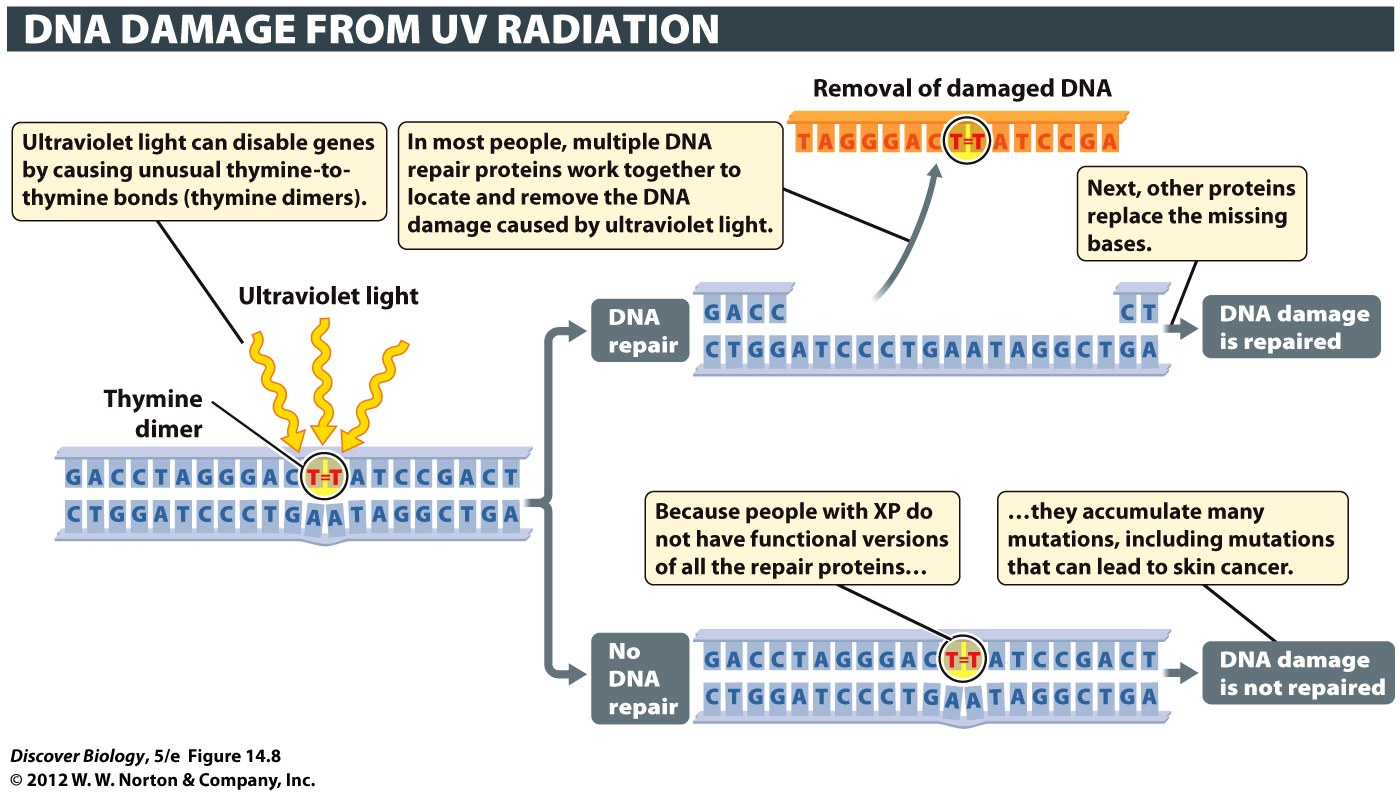 DNA DAMAGE FROM UV RADIATION
Removal of damaged DNA
Ultraviolet light can disable genes
by causing unusual thymine-to-
thymine bonds (thymine dimers).
In most people, multiple DNA
repair proteins work together to
locate and remove the DNA
damage caused by ultraviolet light.
TAGGGACT=TATCCGA
Next, other proteins
replace the missing
bases.
Ultraviolet light
DNA
repair
GACC
CT
CTGGATCCCTGAATAGGCTGA
DNA damage
is repaired
Thymine
dimer
GACCTAGGGACT=TATCCGACT
CTGGATCCCTGAATAGGCTGA
Because people with XP do
not have functional versions
of all the repair proteins…
…they accumulate many
mutations, including mutations
that can lead to skin cancer.
No
DNA
repair
GACCTAGGGACT=TATCCGACT
CTGGATCCCTGAATAGGCTGA
DNA damage
is not repaired
Discover Biology, 5/e Figure 14.8
© 2012 W. W. Norton & Company, Inc.